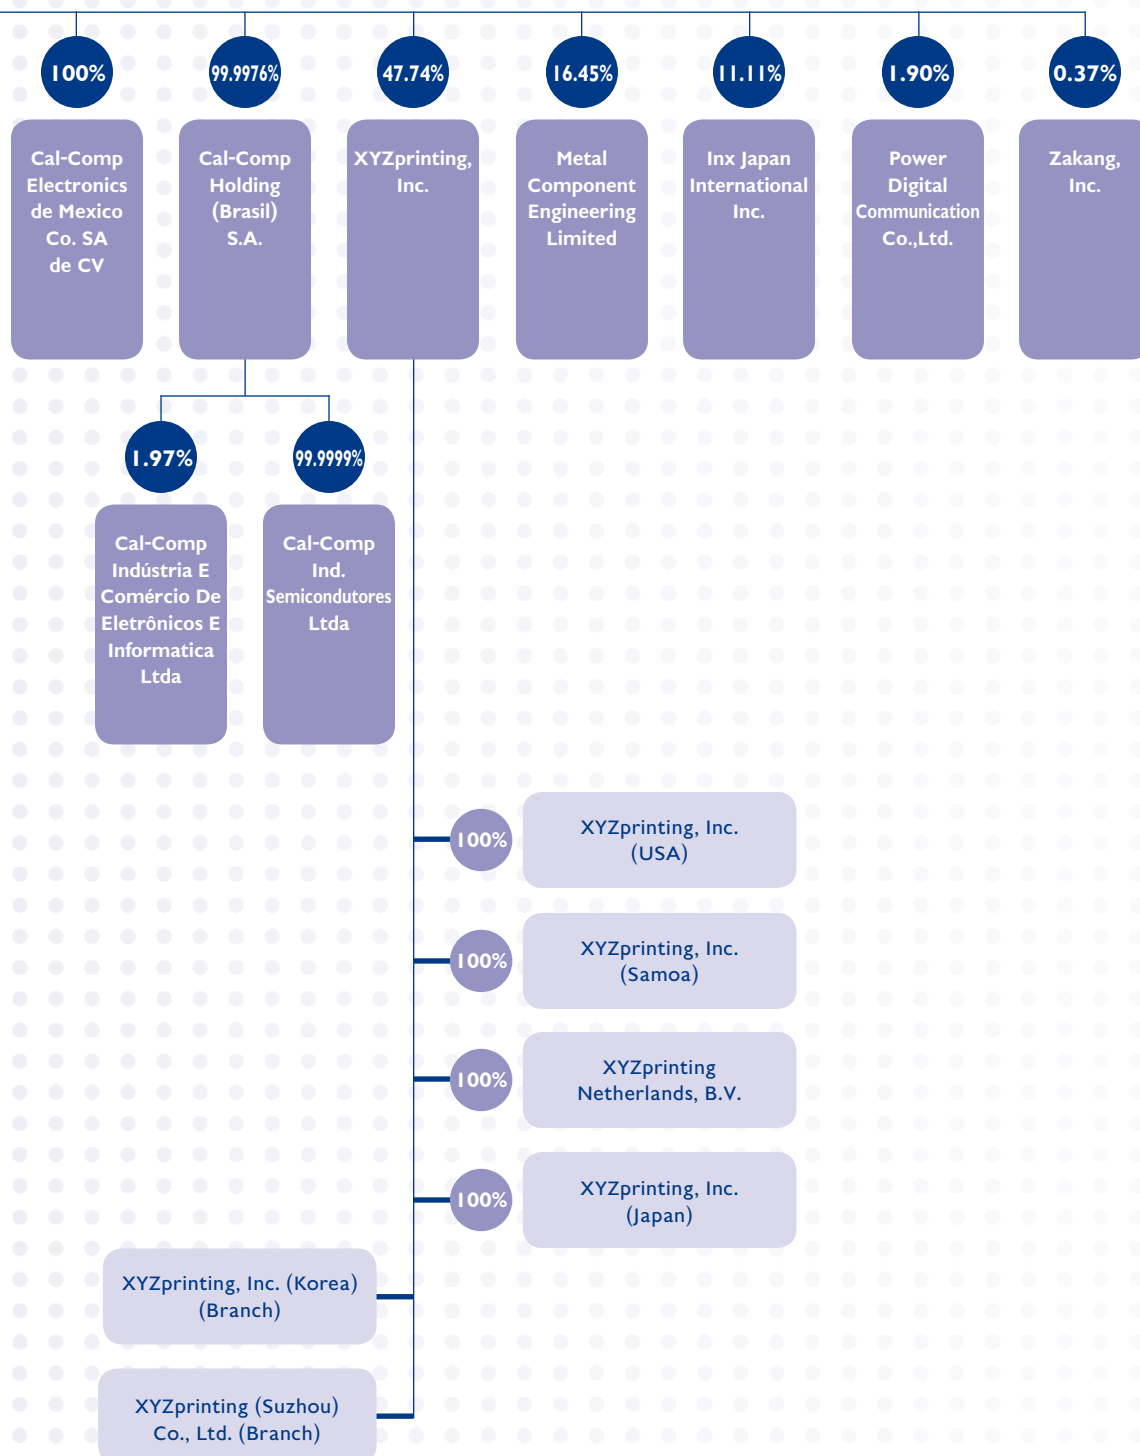 100%
99.9976%
47.74%
16.45%
11.11%
1.90%
0.37%
Cal-Comp
Electronics
de Mexico
Co. SA
de CV
Cal-Comp
Holding
(Brasil)
S.A.
XYZprinting,
Inc.
Metal
Component
Engineering
Limited
Inx Japan
International
Inc.
Power
Digital
Communication
Co.,Ltd.
Zakang,
Inc.
1.97%
99.9999%
Cal-Comp
Indústria E
Comércio De
Eletrônicos E
Informatica
Ltda
Cal-Comp
Ind.
Semicondutores
Ltda
100%
XYZprinting, Inc.
(USA)
100%
XYZprinting, Inc.
(Samoa)
100%
XYZprinting
Netherlands, B.V.
100%
XYZprinting, Inc.
(Japan)
XYZprinting, Inc. (Korea)
(Branch)
XYZprinting (Suzhou)
Co., Ltd. (Branch)